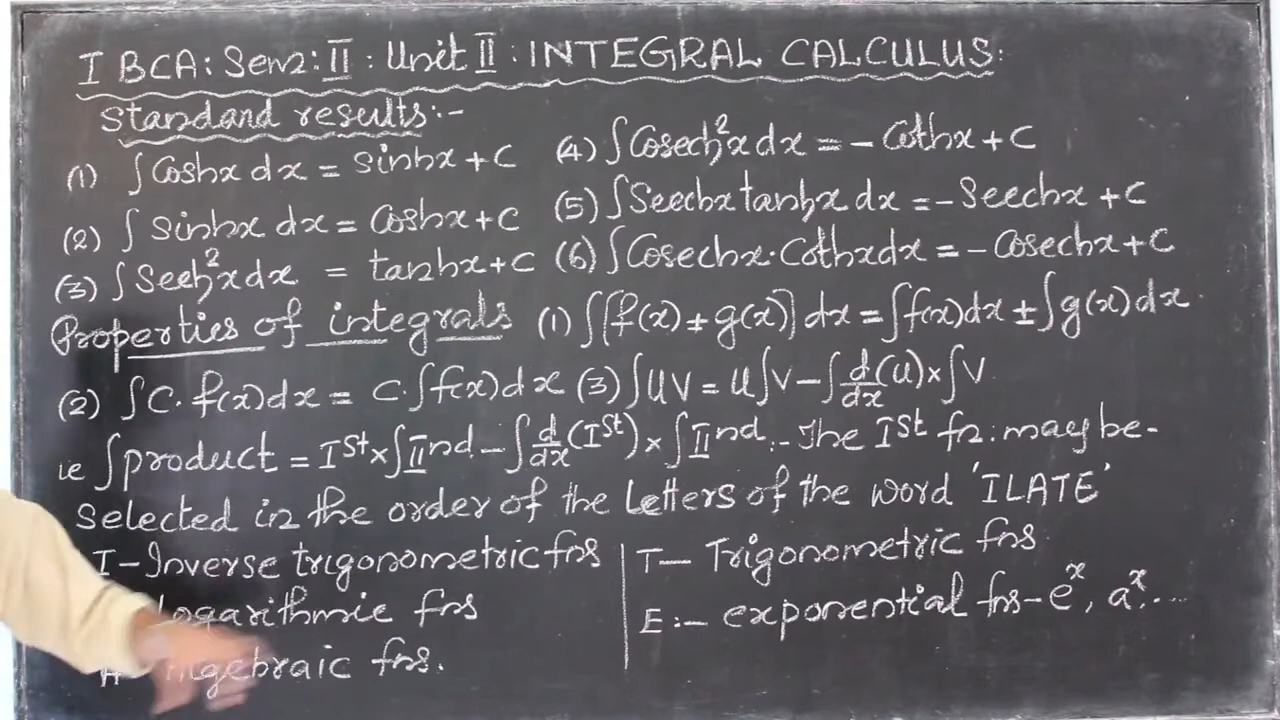 I BCA: Sem: II : Unit II : INTEGRAL CALCULUS:
Standard results:-
(1) ∫Coshx dx = sinhx + C
(4) ∫Cosech²x dx = - Cothx + C
(2) ∫ Sinhx dx = Coshx + C
(5) ∫Sechx tanhx dx = - Sechx + C
(3) ∫Sech²x dx = tanhx + C
(6) ∫Cosechx · Cothx dx = - Cosechx + C
Properties of integrals (1) ∫[f(x) ± g(x)] dx = ∫f(x)dx ± ∫g(x)dx
(2) ∫C. f(x)dx = C. ∫f(x)dx (3) ∫UV = U∫V - ∫d/dx(U) × ∫V
ie ∫product = Ist × ∫IInd - ∫d/dx(Ist) × ∫IInd. - The Ist fn. may be-
Selected in the order of the Letters of the word 'ILATE'
I - Inverse trigonometric fns
Logarithmic fns
Algebraic fns.
T - Trigonometric fns
E :- exponential fns - eˣ, aˣ, ...